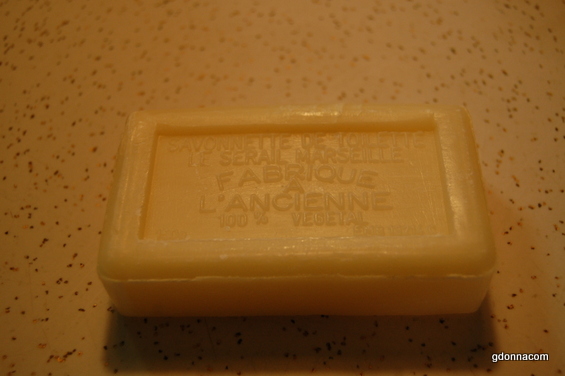 SAVONNETTE DE TOILETTE
LE SERAIL MARSEILLE
FABRIQUE
A
L'ANCIENNE
100% VEGETAL
gdonnacom